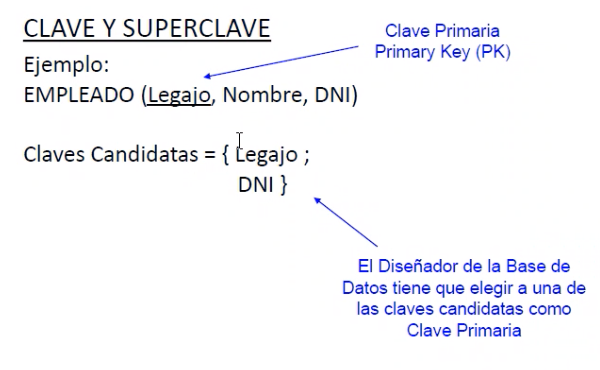 CLAVE Y SUPERCLAVE
Clave Primaria
Primary Key (PK)
Ejemplo:
EMPLEADO (Legajo, Nombre, DNI)
Claves Candidatas = { Legajo ;
DNI }
El Diseñador de la Base de
Datos tiene que elegir a una de
las claves candidatas como
Clave Primaria